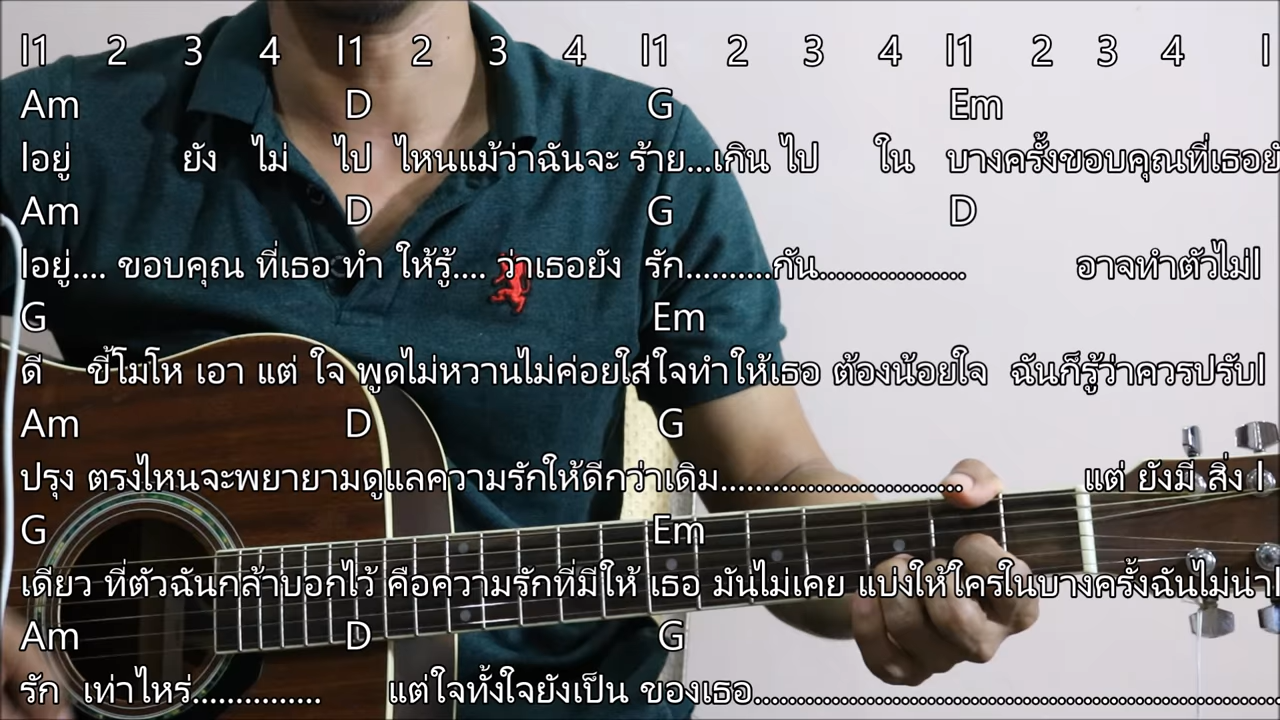 l1 2 3 4 l1 2 3 4 l1 2 3 4 l1 2 3 4 l
Am D G Em
lอยู่ ยัง ไม่ ไป ไหนแม้ว่าฉันจะ ร้าย...เกิน ไป ใน บางครั้งขอบคุณที่เธอยั
Am D G D
lอยู่.... ขอบคุณ ที่เธอ ทำ ให้รู้.... ว่าเธอยัง รัก..........กัน................. อาจทำตัวไม่l
G Em
ดี ขี้โมโห เอา แต่ ใจ พูดไม่หวานไม่ค่อยใส่ใจทำให้เธอ ต้องน้อยใจ ฉันก็รู้ว่าควรปรับl
Am D G
ปรุง ตรงไหนจะพยายามดูแลความรักให้ดีกว่าเดิม............................ แต่ ยังมี สิ่ง l
G Em
เดียว ที่ตัวฉันกล้าบอกไว้ คือความรักที่มีให้ เธอ มันไม่เคย แบ่งให้ใครในบางครั้งฉันไม่น่าl
Am D G
รัก เท่าไหร่.............. แต่ใจทั้งใจยังเป็น ของเธอ............................................................